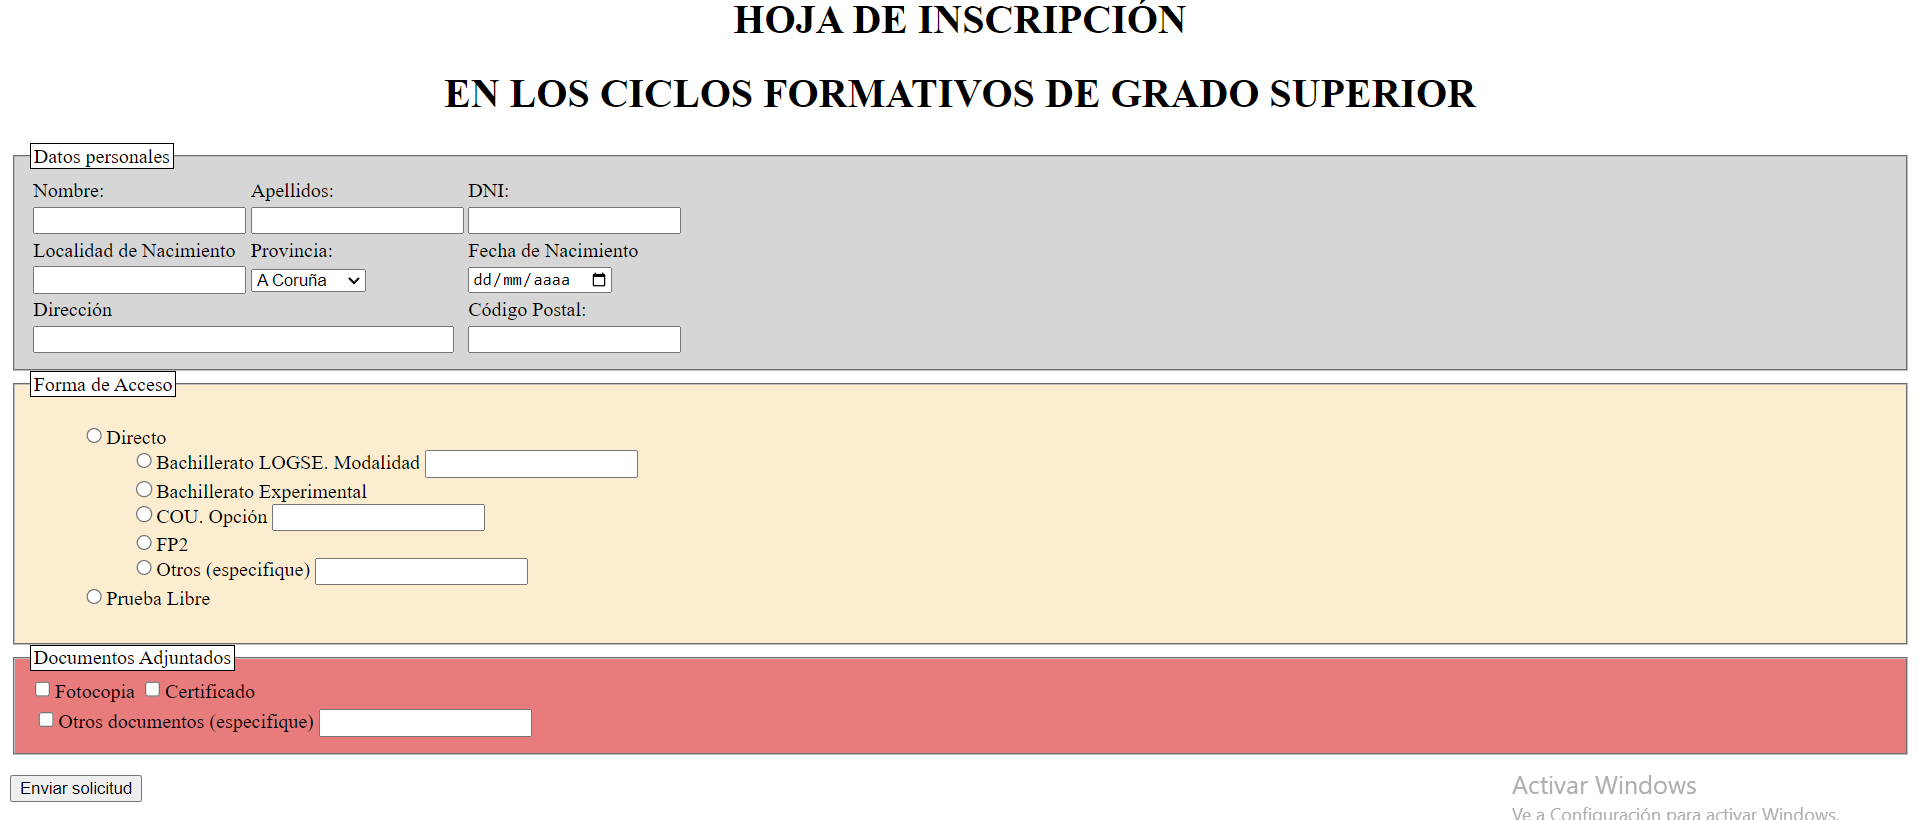 HOJA DE INSCRIPCIÓN
EN LOS CICLOS FORMATIVOS DE GRADO SUPERIOR
Datos personales
Nombre: Apellidos: DNI:
Localidad de Nacimiento Provincia: Fecha de Nacimiento
A Coruña dd/mm/aaaa
Dirección Código Postal:
Forma de Acceso
Directo
Bachillerato LOGSE. Modalidad
Bachillerato Experimental
COU. Opción
FP2
Otros (especifique)
Prueba Libre
Documentos Adjuntados
Fotocopia Certificado
Otros documentos (especifique)
Enviar solicitud
Activar Windows
Ve a Configuración para activar Windows.